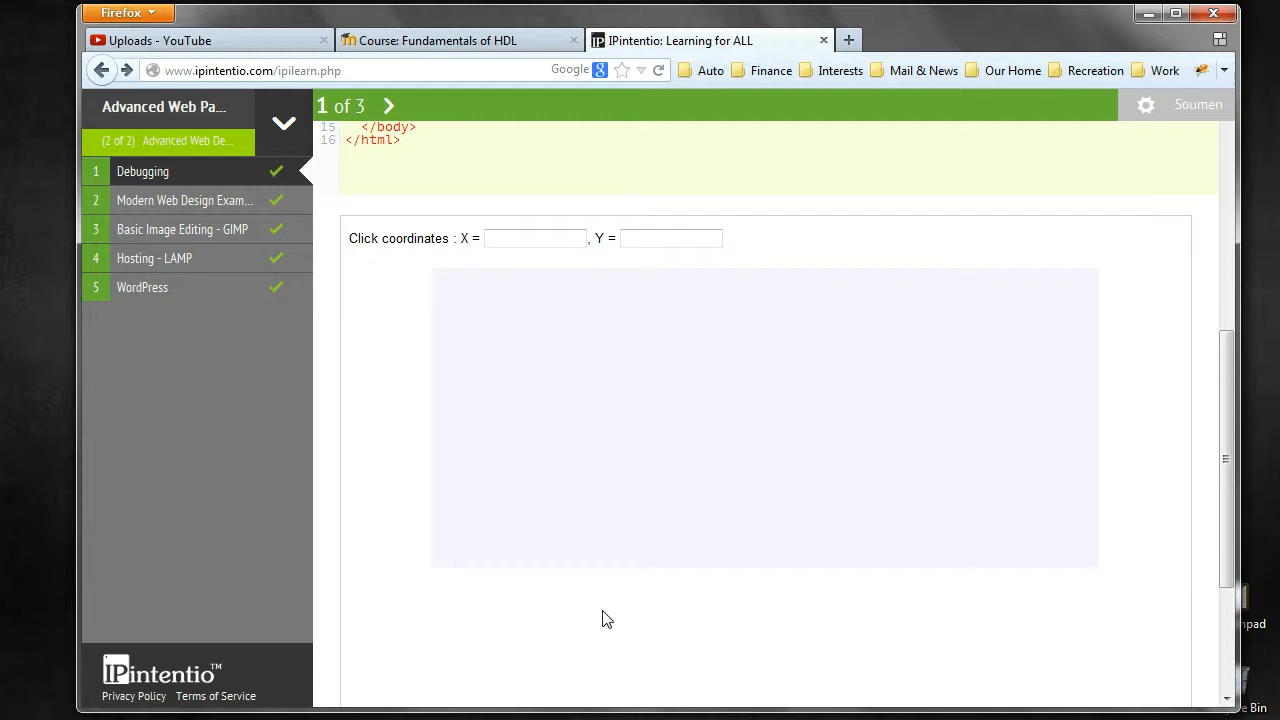 Firefox
Uploads - YouTube
Course: Fundamentals of HDL
IPintentio: Learning for ALL
www.ipintentio.com/ipilearn.php
Google
Auto
Finance
Interests
Mail & News
Our Home
Recreation
Work
Advanced Web Pa...
(2 of 2) Advanced Web De...
1 of 3
Soumen
1 Debugging
2 Modern Web Design Exam...
3 Basic Image Editing - GIMP
4 Hosting - LAMP
5 WordPress
15 </body>
16 </html>
Click coordinates : X = , Y =
IPintentio™
Privacy Policy Terms of Service